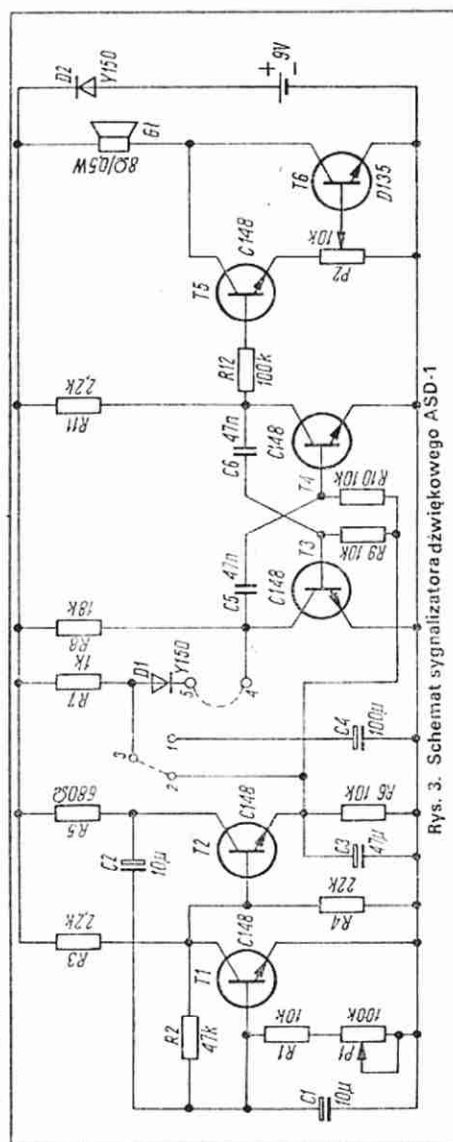 R3 2,2k
R5 680Ω
R7 1k
R8 18k
R11 2,2k
8Ω/0,5W Gł
D2 Y150
+
9V
-
C2 10µ
R2 47k
T1 C148
T2 C148
3
2
1
D1 Y150
5
4
C5 47n
C6 47n
R12 100k
T5 C148
T6 D135
P2 10k
C1 10µ
R1 10k
P1 100k
R4 22k
C3 47µ
R6 10k
C4 100µ
T3 C148
T4 C148
R9 10k
R10 10k
Rys. 3. Schemat sygnalizatora dźwiękowego ASD-1